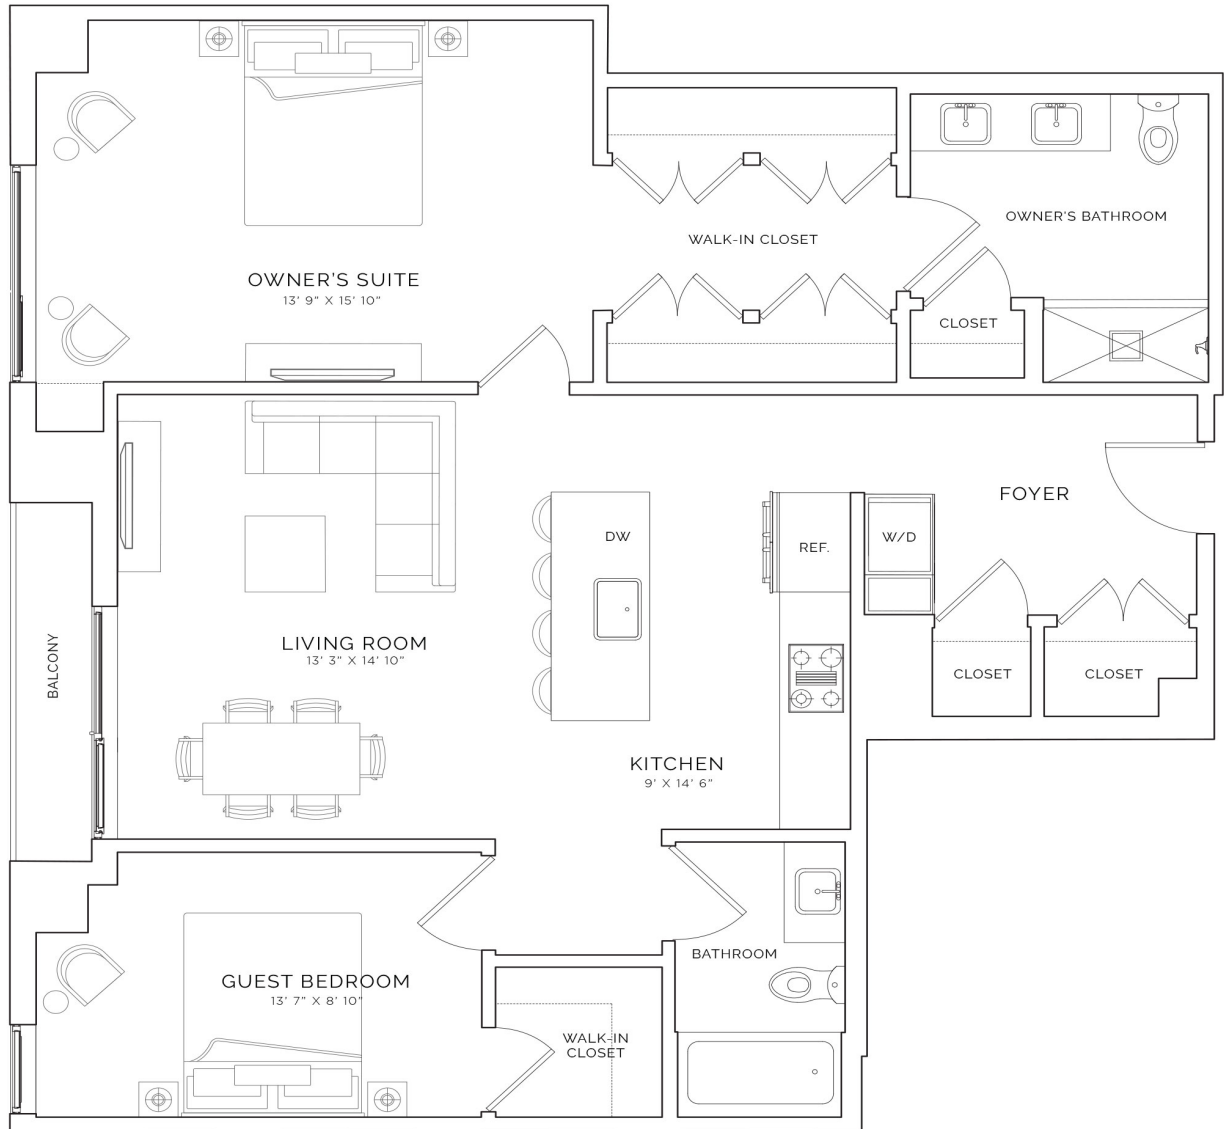 OWNER'S BATHROOM
WALK-IN CLOSET
OWNER'S SUITE
13' 9" X 15' 10"
CLOSET
FOYER
DW
REF.
W/D
LIVING ROOM
13' 3" X 14' 10"
BALCONY
CLOSET
CLOSET
KITCHEN
9' X 14' 6"
BATHROOM
GUEST BEDROOM
13' 7" X 8' 10"
WALK-IN
CLOSET